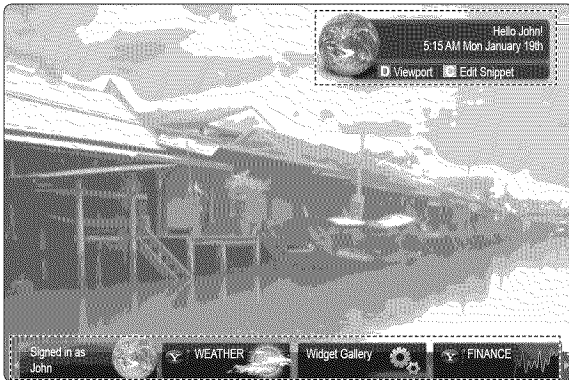 Hello John!
5:15 AM Mon January 19th
D Viewport C Edit Snippet
Signed in as
John
Y! WEATHER
Widget Gallery
Y! FINANCE